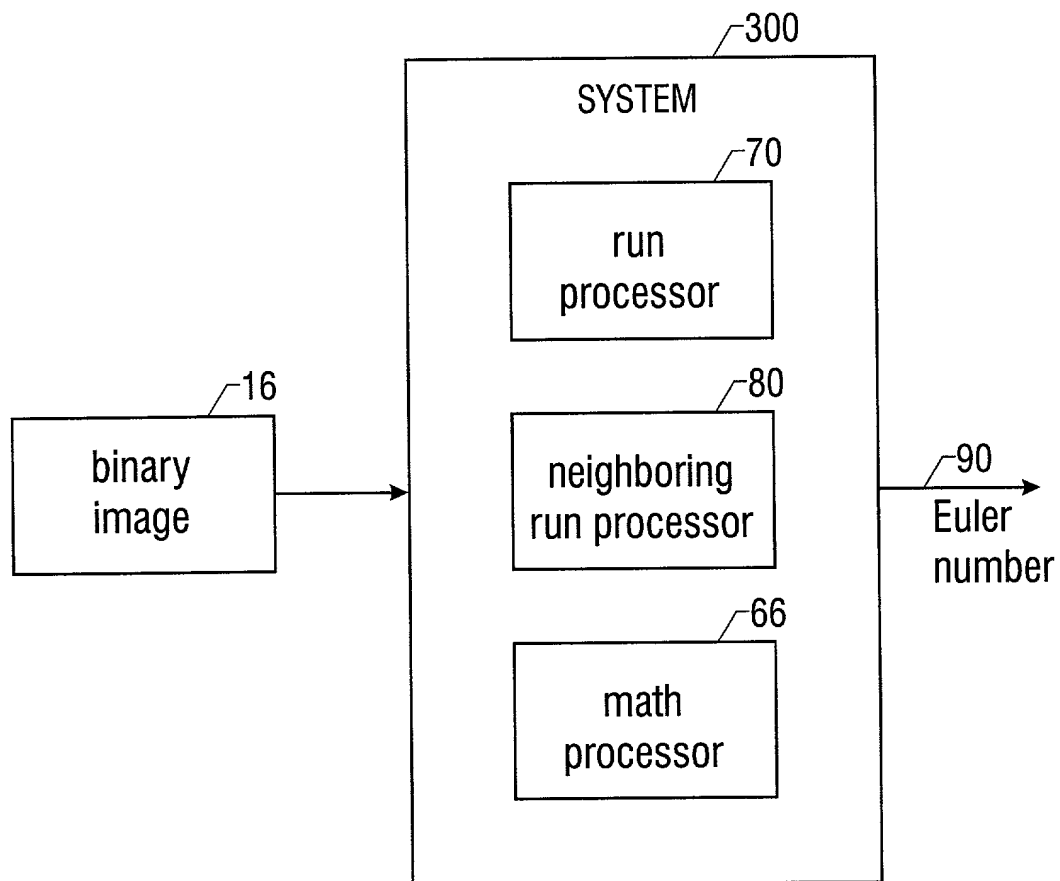 300
SYSTEM
70
run
processor
16
binary
image
80
neighboring
run processor
90
Euler
number
66
math
processor